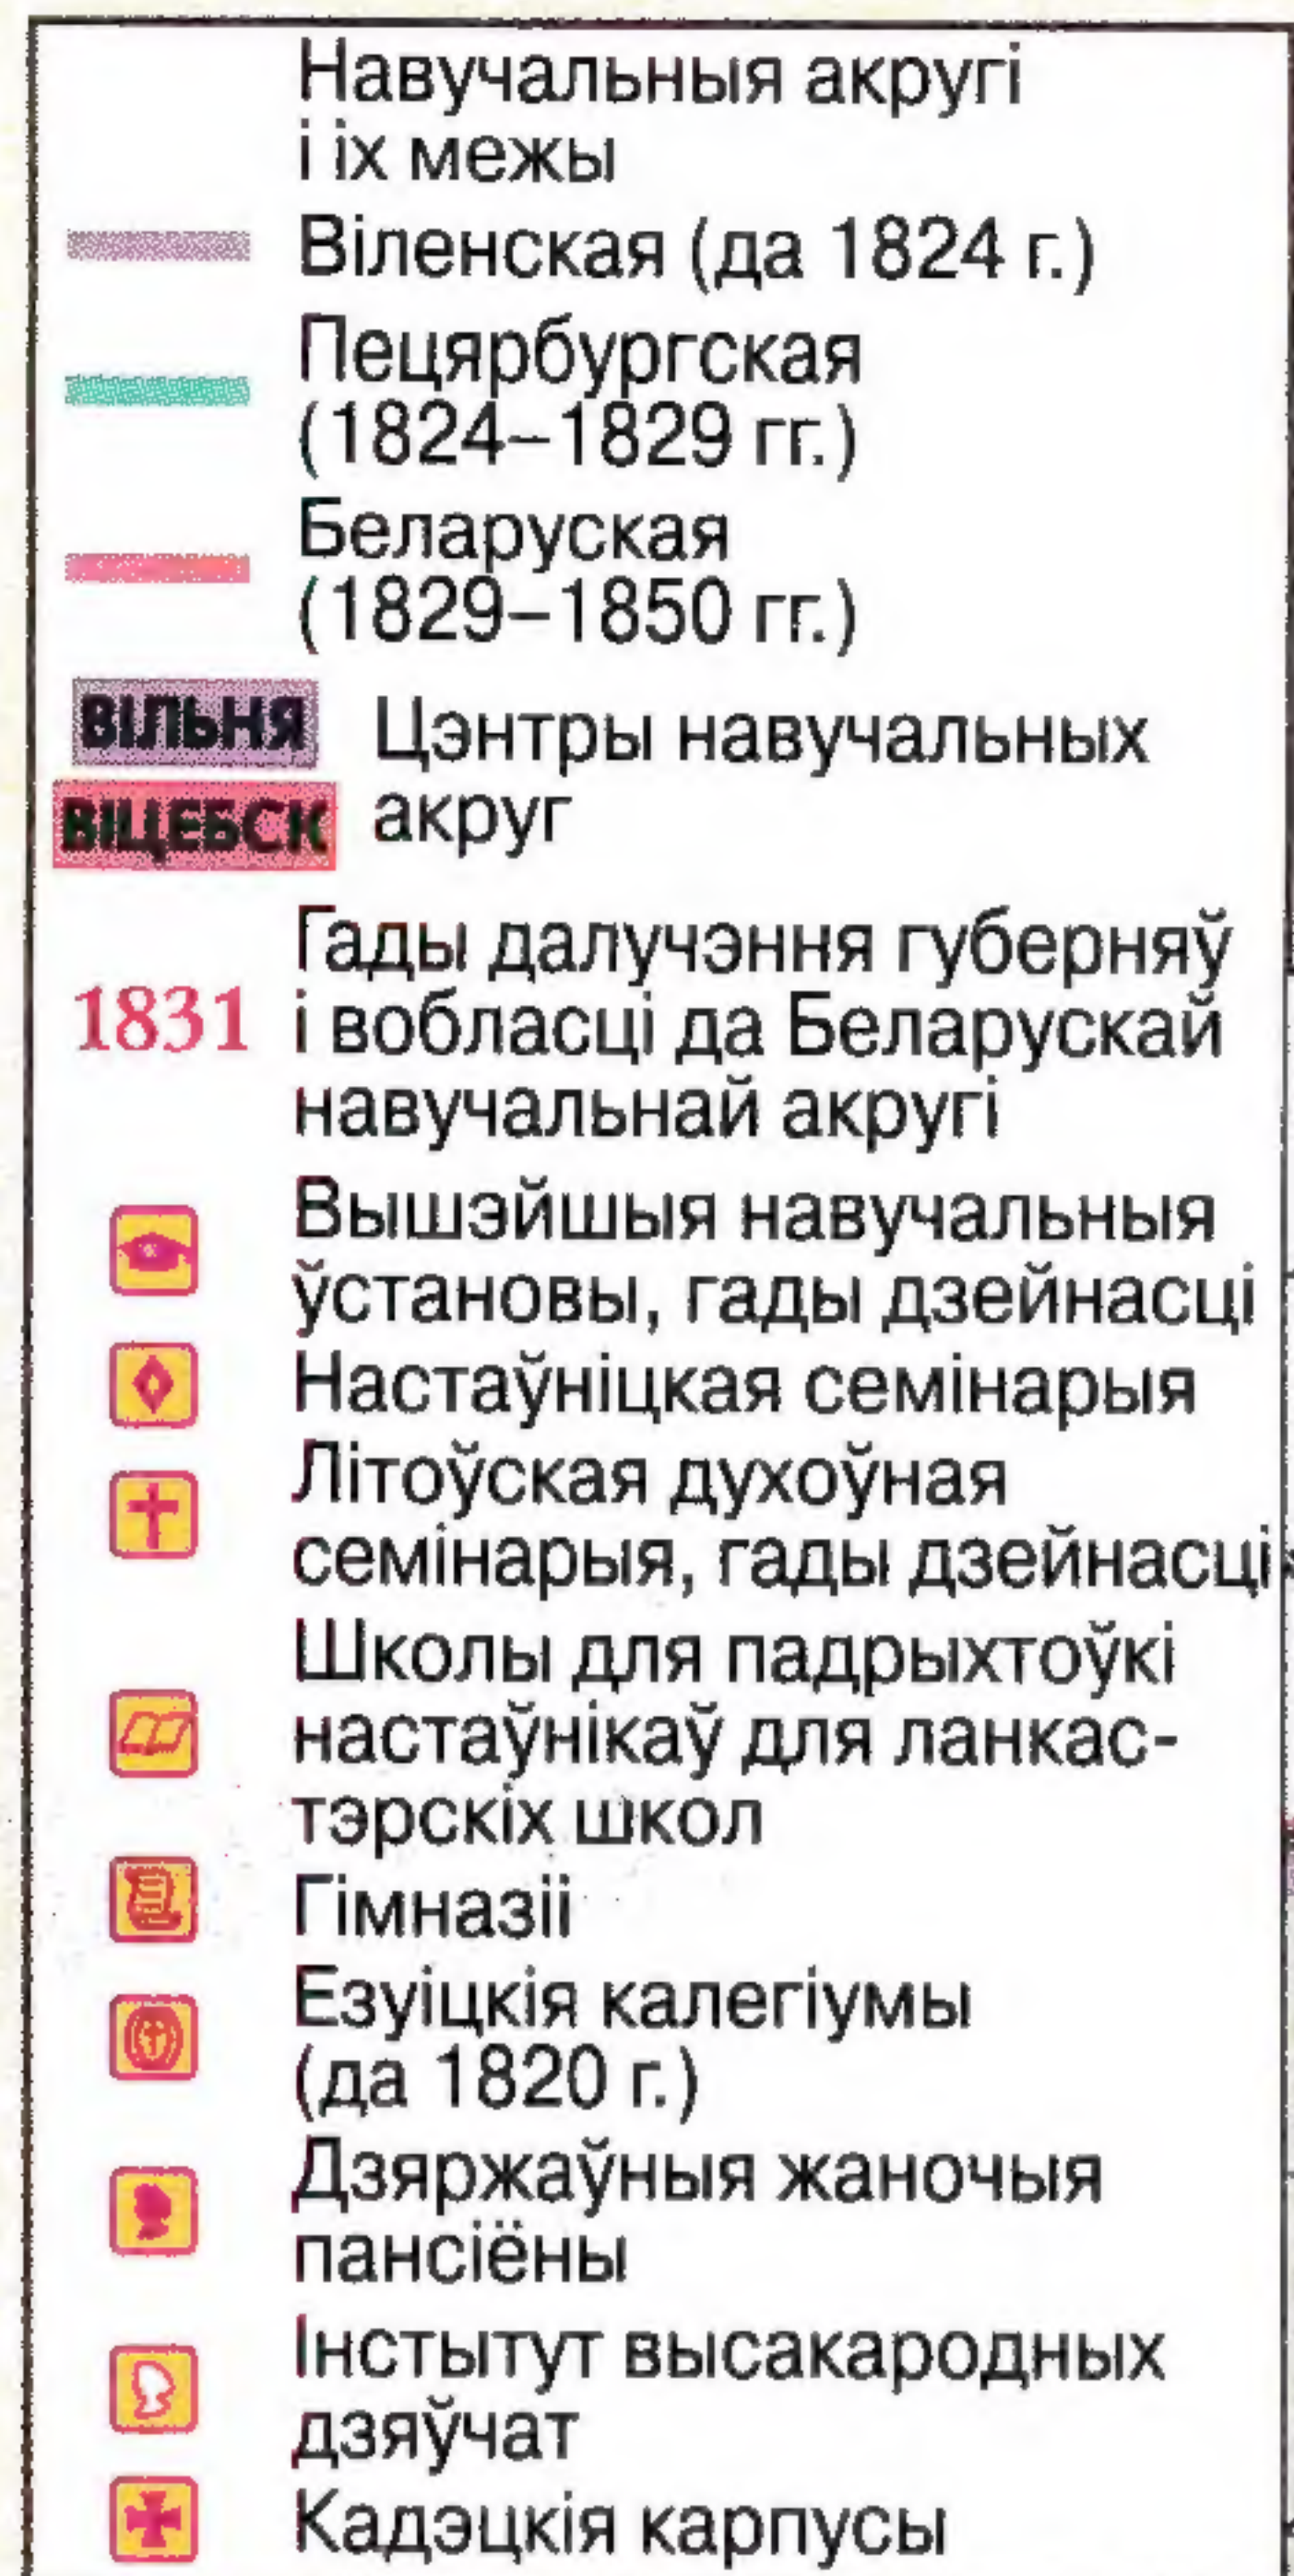 Навучальныя акругі
і іх межы
Віленская (да 1824 г.)
Пецярбургская
(1824–1829 гг.)
Беларуская
(1829–1850 гг.)
ВІЛЬНЯ
ВІЦЕБСК
Цэнтры навучальных
акруг
1831
Гады далучэння губерняў
і вобласці да Беларускай
навучальнай акругі
Вышэйшыя навучальныя
ўстановы, гады дзейнасці
Настаўніцкая семінарыя
Літоўская духоўная
семінарыя, гады дзейнасці
Школы для падрыхтоўкі
настаўнікаў для ланкас-
тэрскіх школ
Гімназіі
Езуіцкія калегіумы
(да 1820 г.)
Дзяржаўныя жаночыя
пансіёны
Інстытут высакародных
дзяўчат
Кадэцкія карпусы